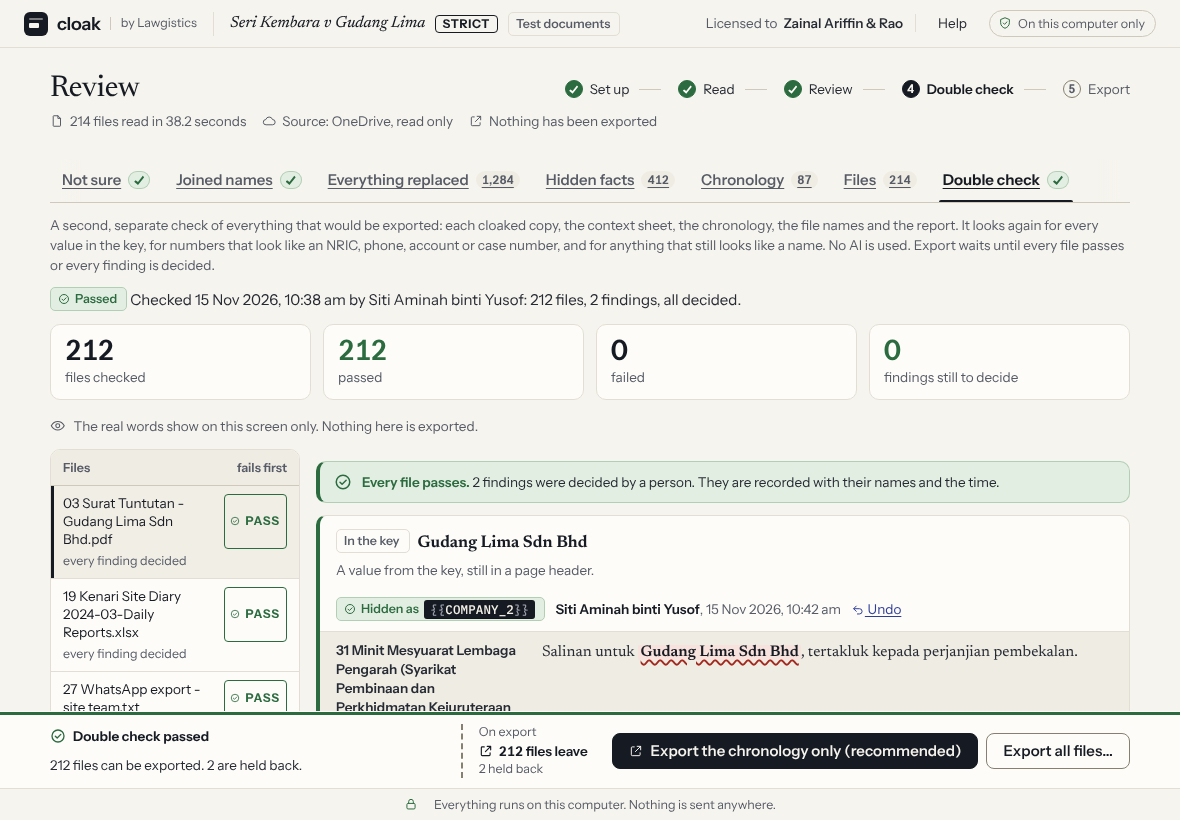 cloak by Lawgistics Seri Kembara v Gudang Lima STRICT Test documents Licensed to Zainal Ariffin & Rao Help On this computer only
Review
Set up Read Review 4 Double check 5 Export
214 files read in 38.2 seconds Source: OneDrive, read only Nothing has been exported
Not sure Joined names Everything replaced 1,284 Hidden facts 412 Chronology 87 Files 214 Double check
A second, separate check of everything that would be exported: each cloaked copy, the context sheet, the chronology, the file names and the report. It looks again for every
value in the key, for numbers that look like an NRIC, phone, account or case number, and for anything that still looks like a name. No AI is used. Export waits until every file passes
or every finding is decided.
Passed Checked 15 Nov 2026, 10:38 am by Siti Aminah binti Yusof: 212 files, 2 findings, all decided.
212 212 0 0
files checked passed failed findings still to decide
The real words show on this screen only. Nothing here is exported.
Files fails first
03 Surat Tuntutan -
Gudang Lima Sdn
Bhd.pdf
PASS
every finding decided
19 Kenari Site Diary
2024-03-Daily
Reports.xlsx
PASS
every finding decided
27 WhatsApp export -
site team.txt
PASS
Every file passes. 2 findings were decided by a person. They are recorded with their names and the time.
In the key Gudang Lima Sdn Bhd
A value from the key, still in a page header.
Hidden as {{COMPANY_2}} Siti Aminah binti Yusof, 15 Nov 2026, 10:42 am Undo
31 Minit Mesyuarat Lembaga
Pengarah (Syarikat
Pembinaan dan
Perkhidmatan Kejuruteraan
Salinan untuk Gudang Lima Sdn Bhd, tertakluk kepada perjanjian pembekalan.
Double check passed
212 files can be exported. 2 are held back.
On export
212 files leave
2 held back
Export the chronology only (recommended) Export all files...
Everything runs on this computer. Nothing is sent anywhere.